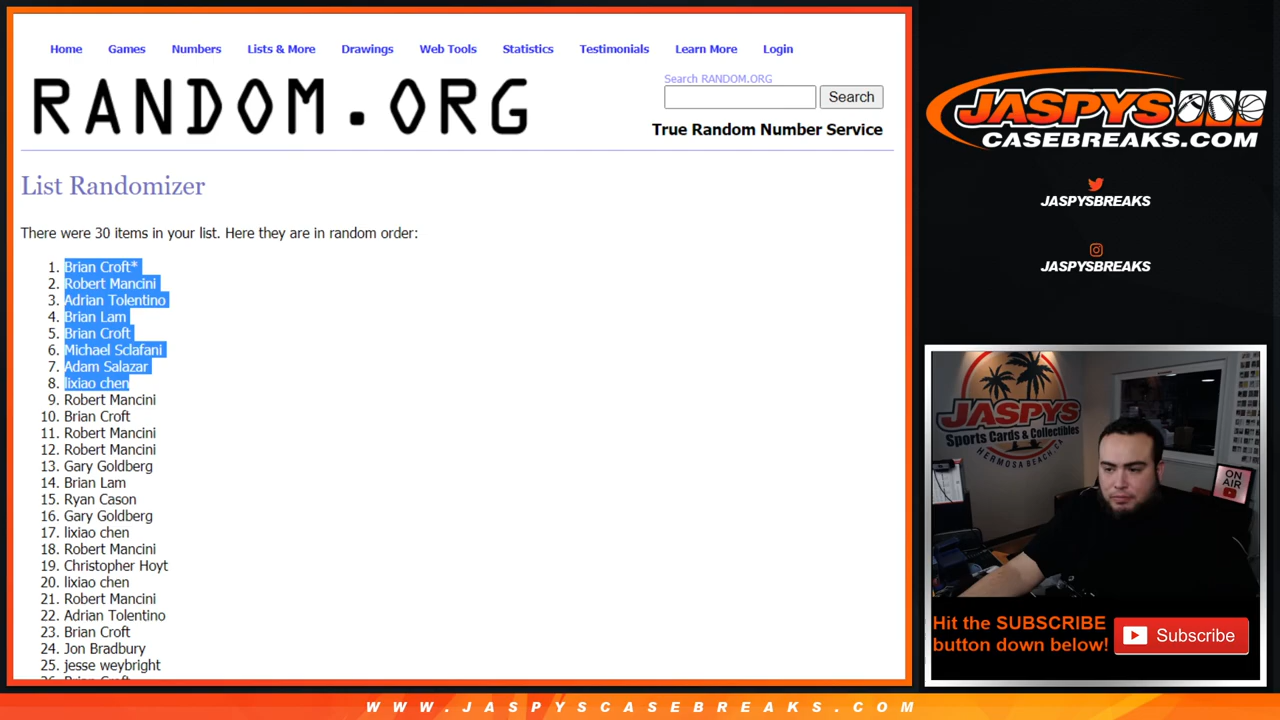 Home Games Numbers Lists & More Drawings Web Tools Statistics Testimonials Learn More Login
RANDOM.ORG
Search RANDOM.ORG
Search
True Random Number Service
List Randomizer
There were 30 items in your list. Here they are in random order:
1. Brian Croft*
2. Robert Mancini
3. Adrian Tolentino
4. Brian Lam
5. Brian Croft
6. Michael Sclafani
7. Adam Salazar
8. lixiao chen
9. Robert Mancini
10. Brian Croft
11. Robert Mancini
12. Robert Mancini
13. Gary Goldberg
14. Brian Lam
15. Ryan Cason
16. Gary Goldberg
17. lixiao chen
18. Robert Mancini
19. Christopher Hoyt
20. lixiao chen
21. Robert Mancini
22. Adrian Tolentino
23. Brian Croft
24. Jon Bradbury
25. jesse weybright
JASPYS
CASEBREAKS.COM
JASPYSBREAKS
JASPYSBREAKS
JASPYS
Sports Cards & Collectibles
HERMOSA BEACH, CA
ON
AIR
Hit the SUBSCRIBE
button down below!
Subscribe
WWW.JASPYSCASEBREAKS.COM